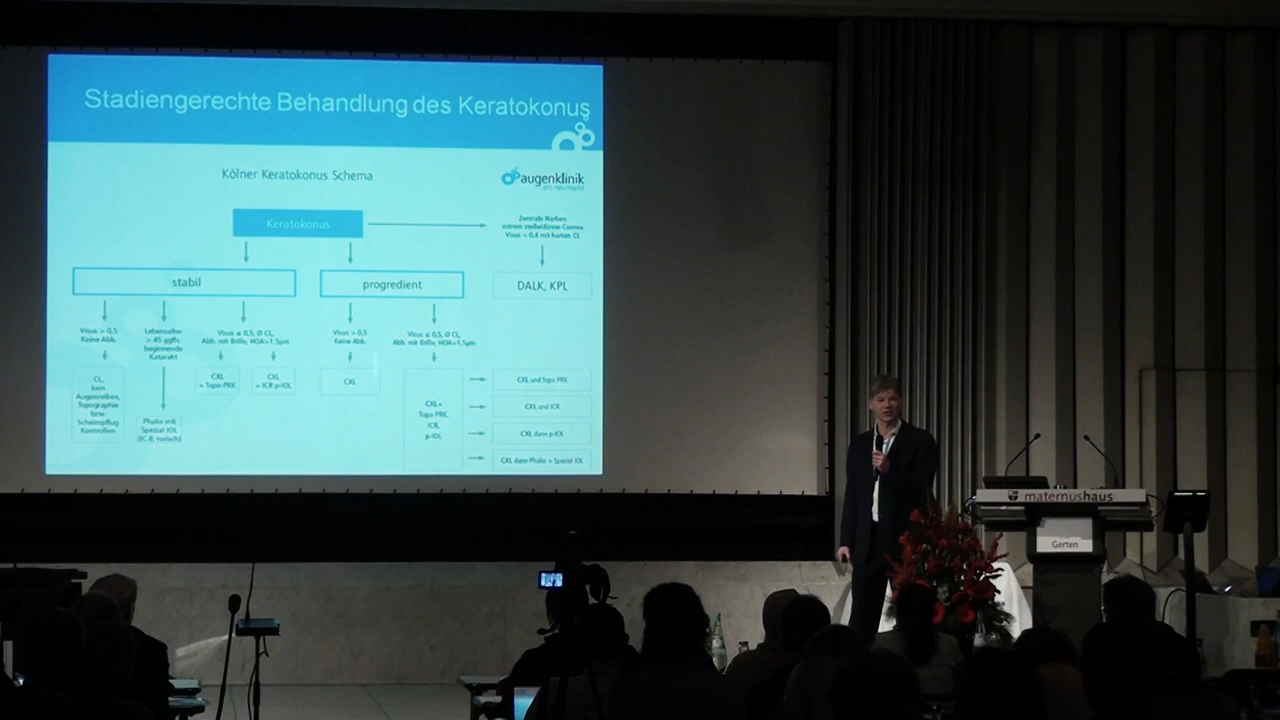 Stadiengerechte Behandlung des Keratokonus
Kölner Keratokonus Schema
augenklinik
am neumarkt
Keratokonus
Zentrale Narben
extrem steile/dünne Cornea
Visus < 0,4 mit harten CL
stabil
progredient
DALK, KPL
Visus > 0,5
Keine Abb.
Lebensalter
> 45 ggfls.
beginnende
Katarakt
Visus ≤ 0,5, Ø CL,
Abb. mit Brille, HOA>1,5µm
Visus > 0,5
Keine Abb.
Visus ≤ 0,5, Ø CL,
Abb. mit Brille, HOA>1,5µm
CL,
kein
Augenreiben,
Topographie
bzw.
Scheimpflug
Kontrollen
Phako mit
Spezial IOL
(IC 8, torisch)
CXL
+ Topo-PRK
CXL
+ ICR p-IOL
CXL
CXL+
Topo PRK,
ICR,
p-IOL
CXL und Topo PRK
CXL und ICR
CXL dann p-IOL
CXL dann Phako + Spezial IOL
maternushaus
Gerten